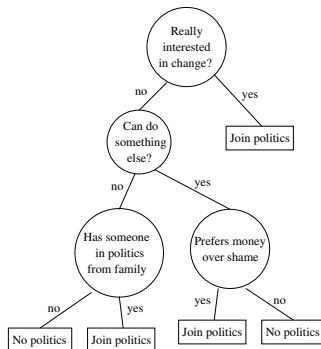 Really
interested
in change?
no
yes
Can do
something
else?
Join politics
no
yes
Has someone
in politics
from family
Prefers money
over shame
no
yes
yes
no
No politics
Join politics
Join politics
No politics